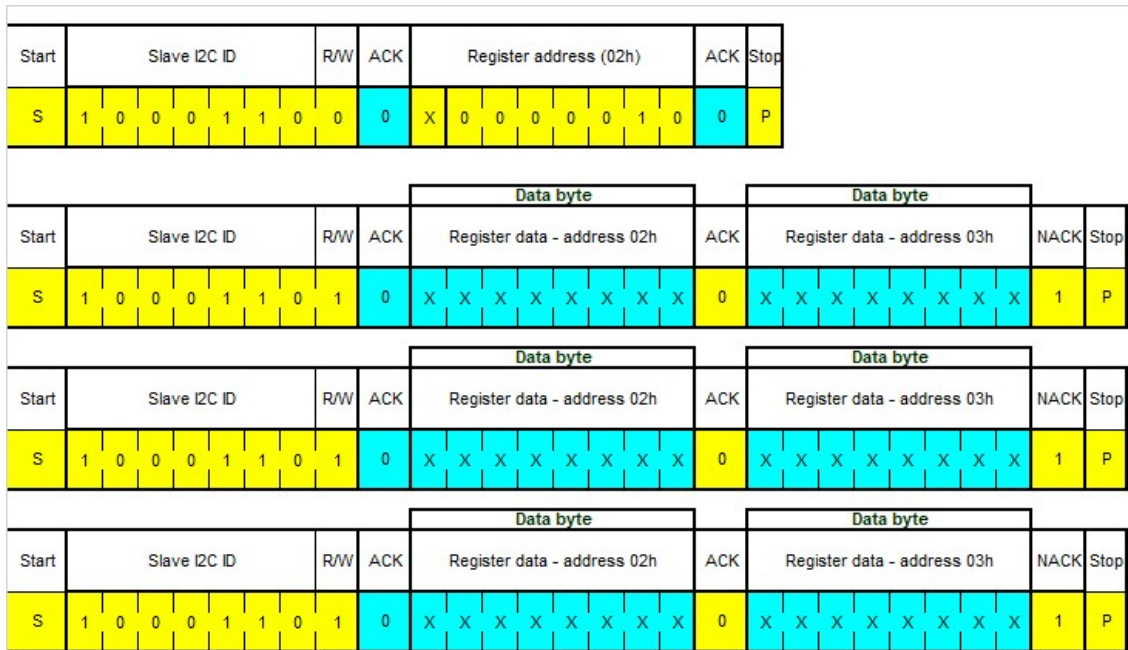 Start Slave I2C ID R/W ACK Register address (02h) ACK Stop
S 1 0 0 0 1 1 0 0 0 X 0 0 0 0 0 1 0 0 P
Data byte Data byte
Start Slave I2C ID R/W ACK Register data - address 02h ACK Register data - address 03h NACK Stop
S 1 0 0 0 1 1 0 1 0 X X X X X X X X 0 X X X X X X X X 1 P
Data byte Data byte
Start Slave I2C ID R/W ACK Register data - address 02h ACK Register data - address 03h NACK Stop
S 1 0 0 0 1 1 0 1 0 X X X X X X X X 0 X X X X X X X X 1 P
Data byte Data byte
Start Slave I2C ID R/W ACK Register data - address 02h ACK Register data - address 03h NACK Stop
S 1 0 0 0 1 1 0 1 0 X X X X X X X X 0 X X X X X X X X 1 P